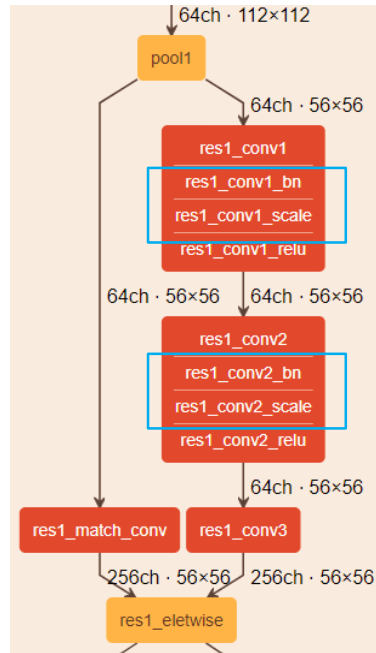 64ch · 112×112
pool1
64ch · 56×56
res1_conv1
res1_conv1_bn
res1_conv1_scale
res1_conv1_relu
64ch · 56×56
64ch · 56×56
res1_conv2
res1_conv2_bn
res1_conv2_scale
res1_conv2_relu
64ch · 56×56
res1_match_conv
res1_conv3
256ch · 56×56
256ch · 56×56
res1_eletwise